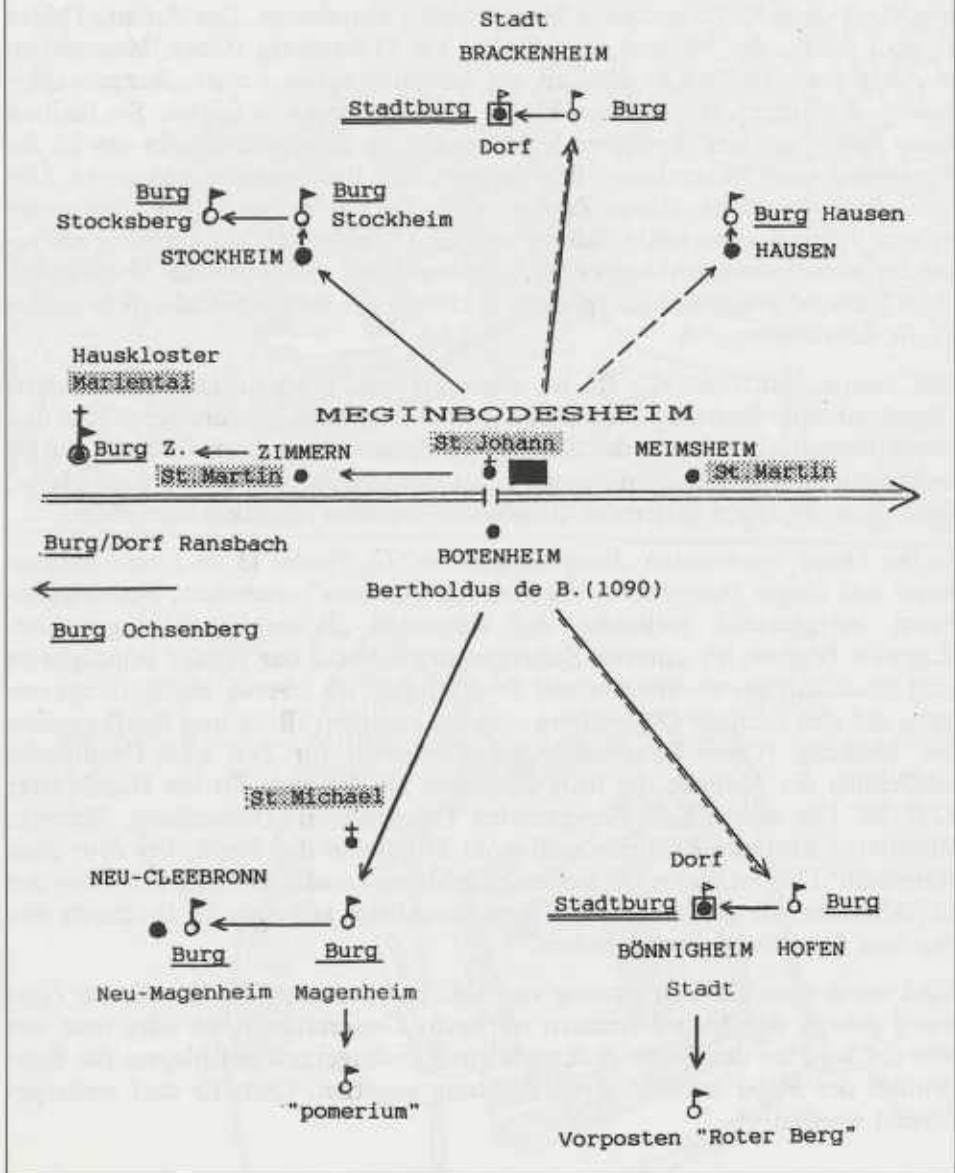 Stadt
BRACKENHEIM
Stadtburg Burg
Dorf
Burg Burg
Stocksberg Stockheim
Burg Hausen
STOCKHEIM HAUSEN
Hauskloster
Mariental
MEGINBODESHEIM
Burg Z. ZIMMERN St.Johann MEIMSHEIM
St.Martin St.Martin
Burg/Dorf Ransbach
BOTENHEIM
Bertholdus de B.(1090)
Burg Ochsenberg
St.Michael
NEU-CLEEBRONN
Burg Burg
Neu-Magenheim Magenheim
"pomerium"
Dorf
Stadtburg Burg
BÖNNIGHEIM HOFEN
Stadt
Vorposten "Roter Berg"